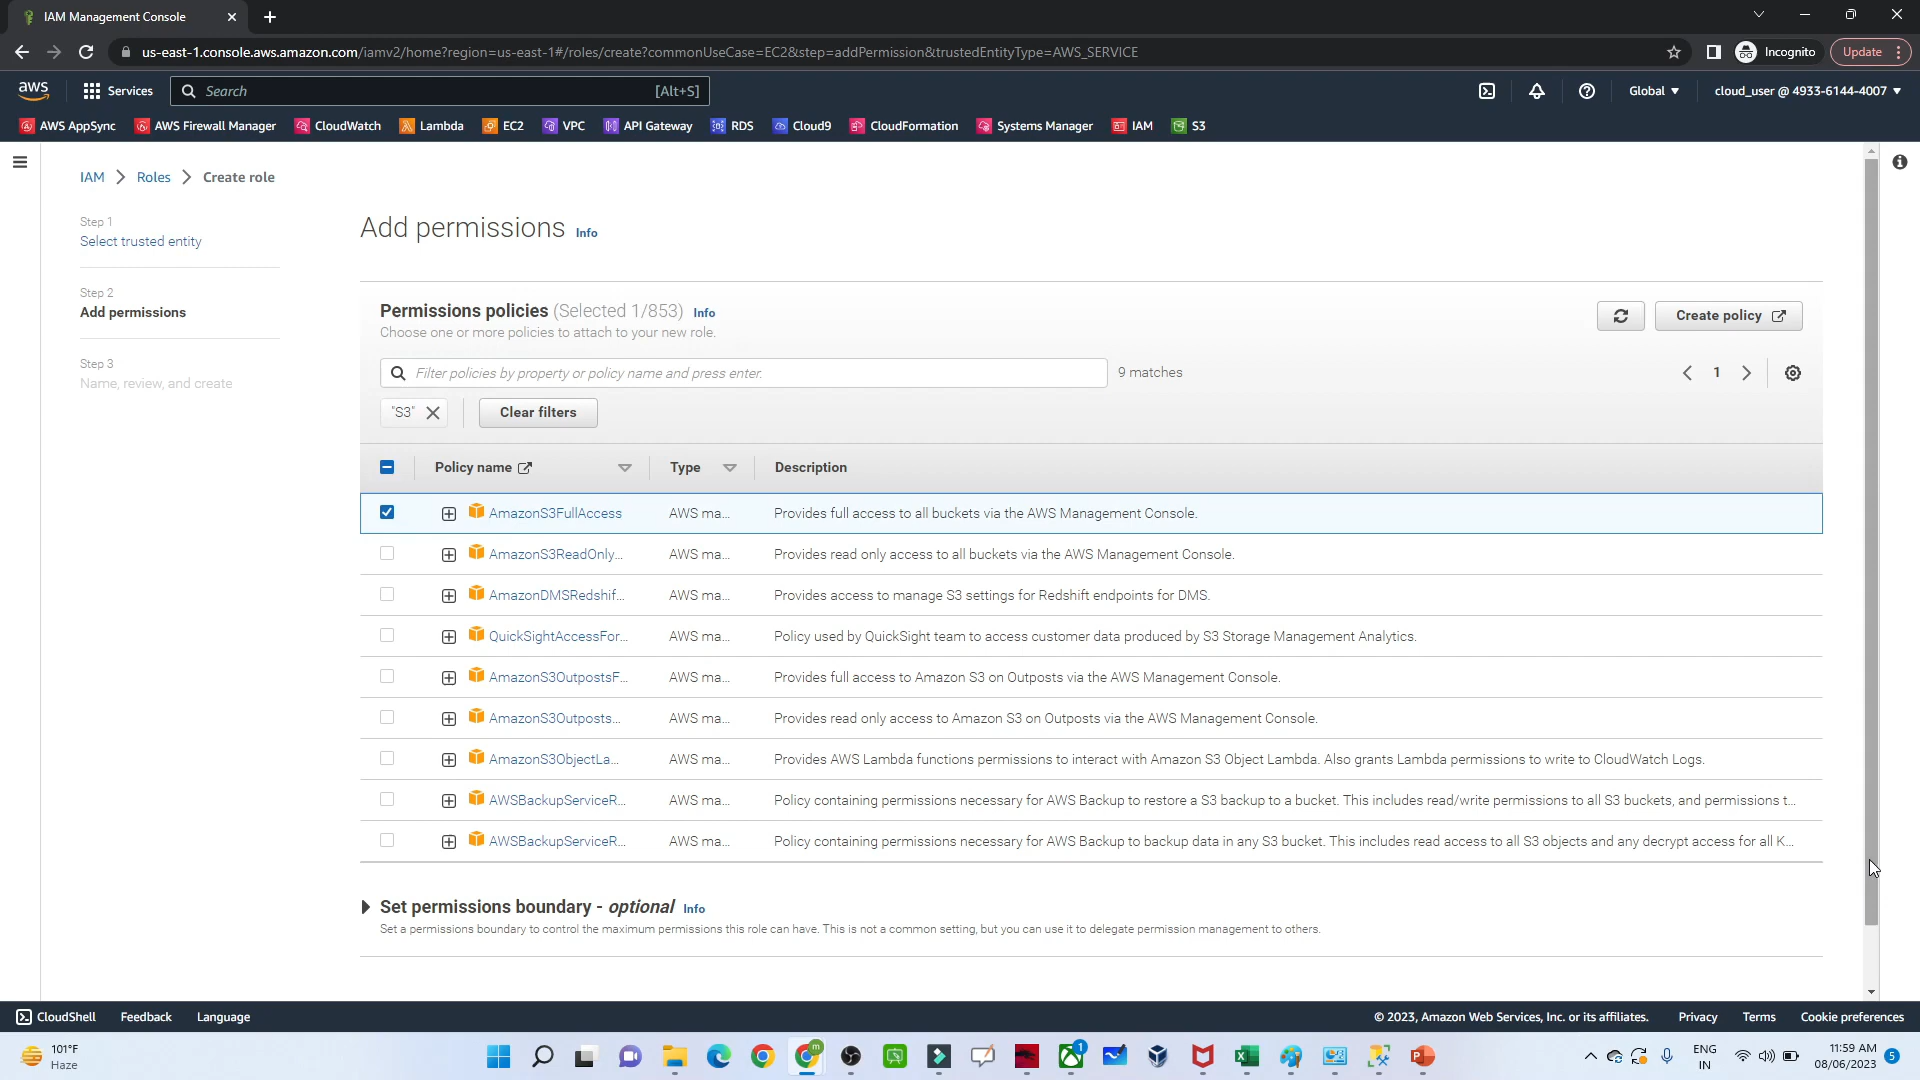 IAM Management Console
us-east-1.console.aws.amazon.com/iamv2/home?region=us-east-1#/roles/create?commonUseCase=EC2&step=addPermission&trustedEntityType=AWS_SERVICE
Incognito
Update
aws
Services
Search
[Alt+S]
Global
cloud_user @ 4933-6144-4007
AWS AppSync
AWS Firewall Manager
CloudWatch
Lambda
EC2
VPC
API Gateway
RDS
Cloud9
CloudFormation
Systems Manager
IAM
S3
IAM > Roles > Create role
Step 1
Select trusted entity
Step 2
Add permissions
Step 3
Name, review, and create
Add permissions Info
Permissions policies (Selected 1/853) Info
Choose one or more policies to attach to your new role.
Create policy
Filter policies by property or policy name and press enter.
9 matches
1
"S3"
Clear filters
Policy name Type Description
AmazonS3FullAccess AWS ma... Provides full access to all buckets via the AWS Management Console.
AmazonS3ReadOnly... AWS ma... Provides read only access to all buckets via the AWS Management Console.
AmazonDMSRedshif... AWS ma... Provides access to manage S3 settings for Redshift endpoints for DMS.
QuickSightAccessFor... AWS ma... Policy used by QuickSight team to access customer data produced by S3 Storage Management Analytics.
AmazonS3OutpostsF... AWS ma... Provides full access to Amazon S3 on Outposts via the AWS Management Console.
AmazonS3Outposts... AWS ma... Provides read only access to Amazon S3 on Outposts via the AWS Management Console.
AmazonS3ObjectLa... AWS ma... Provides AWS Lambda functions permissions to interact with Amazon S3 Object Lambda. Also grants Lambda permissions to write to CloudWatch Logs.
AWSBackupServiceR... AWS ma... Policy containing permissions necessary for AWS Backup to restore a S3 backup to a bucket. This includes read/write permissions to all S3 buckets, and permissions t...
AWSBackupServiceR... AWS ma... Policy containing permissions necessary for AWS Backup to backup data in any S3 bucket. This includes read access to all S3 objects and any decrypt access for all K...
Set permissions boundary - optional Info
Set a permissions boundary to control the maximum permissions this role can have. This is not a common setting, but you can use it to delegate permission management to others.
CloudShell
Feedback
Language
© 2023, Amazon Web Services, Inc. or its affiliates.
Privacy
Terms
Cookie preferences
101°F
Haze
m
1
ENG
IN
11:59 AM
08/06/2023
5